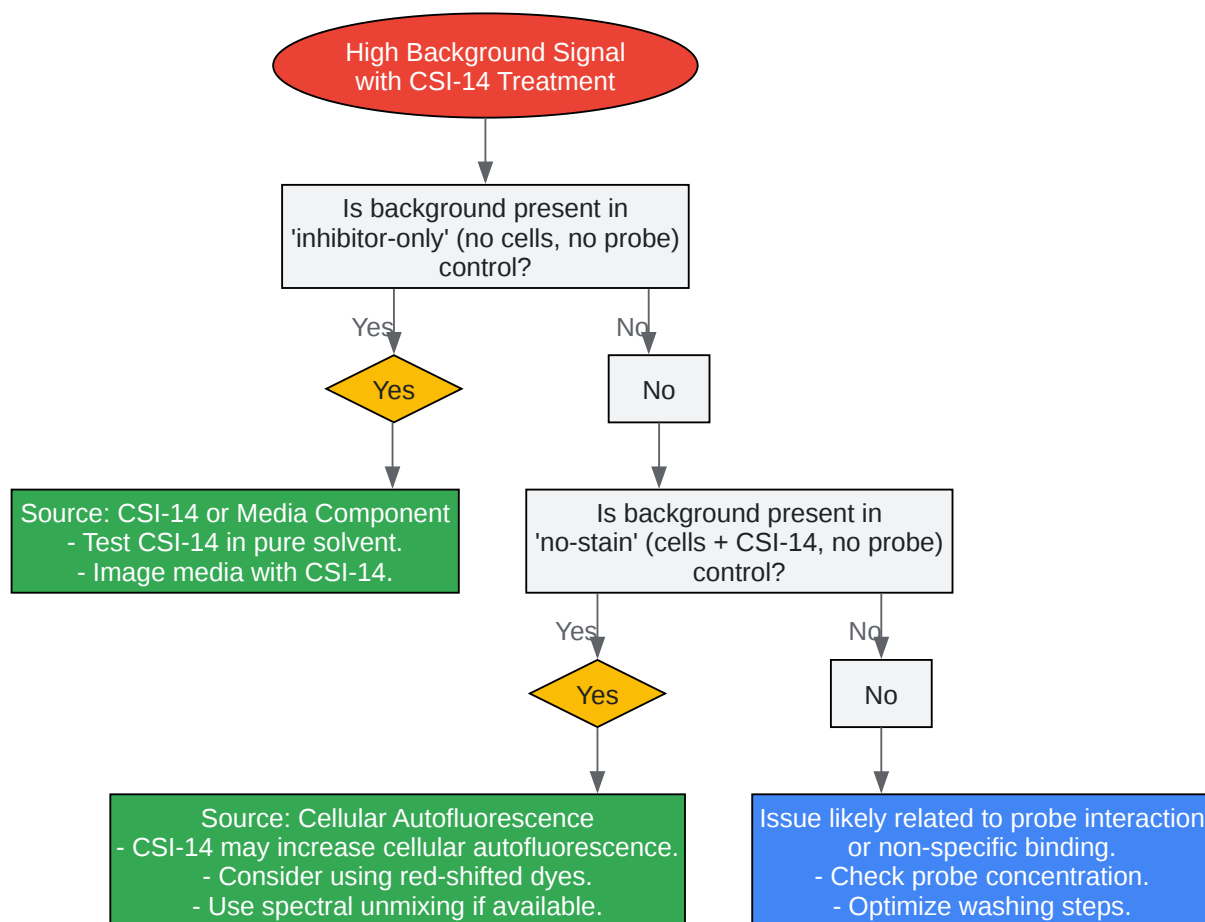 High Background Signal
with CSI-14 Treatment
Is background present in
'inhibitor-only' (no cells, no probe)
control?
Yes
No
Yes
No
Source: CSI-14 or Media Component
- Test CSI-14 in pure solvent.
- Image media with CSI-14.
Is background present in
'no-stain' (cells + CSI-14, no probe)
control?
Yes
No
Yes
No
Source: Cellular Autofluorescence
- CSI-14 may increase cellular autofluorescence.
- Consider using red-shifted dyes.
- Use spectral unmixing if available.
Issue likely related to probe interaction
or non-specific binding.
- Check probe concentration.
- Optimize washing steps.